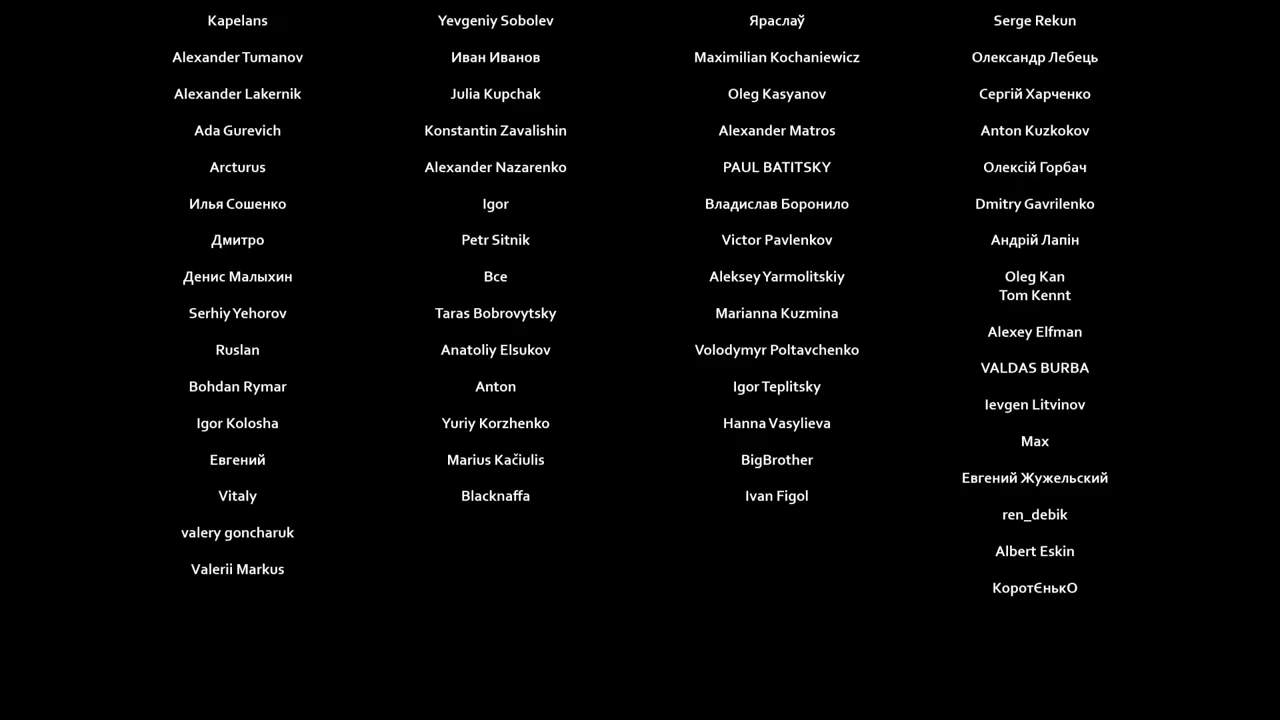 Kapelans
Alexander Tumanov
Alexander Lakernik
Ada Gurevich
Arcturus
Илья Сошенко
Дмитро
Денис Малыхин
Serhiy Yehorov
Ruslan
Bohdan Rymar
Igor Kolosha
Евгений
Vitaly
valery goncharuk
Valerii Markus
Yevgeniy Sobolev
Иван Иванов
Julia Kupchak
Konstantin Zavalishin
Alexander Nazarenko
Igor
Petr Sitnik
Все
Taras Bobrovytsky
Anatoliy Elsukov
Anton
Yuriy Korzhenko
Marius Kačiulis
Blacknaffa
Яраслаў
Maximilian Kochaniewicz
Oleg Kasyanov
Alexander Matros
PAUL BATITSKY
Владислав Боронило
Victor Pavlenkov
Aleksey Yarmolitskiy
Marianna Kuzmina
Volodymyr Poltavchenko
Igor Teplitsky
Hanna Vasylieva
BigBrother
Ivan Figol
Serge Rekun
Олександр Лебець
Сергій Харченко
Anton Kuzkokov
Олексій Горбач
Dmitry Gavrilenko
Андрій Лапін
Oleg Kan
Tom Kennt
Alexey Elfman
VALDAS BURBA
Ievgen Litvinov
Max
Евгений Жужельский
ren_debik
Albert Eskin
КоротЄнькО